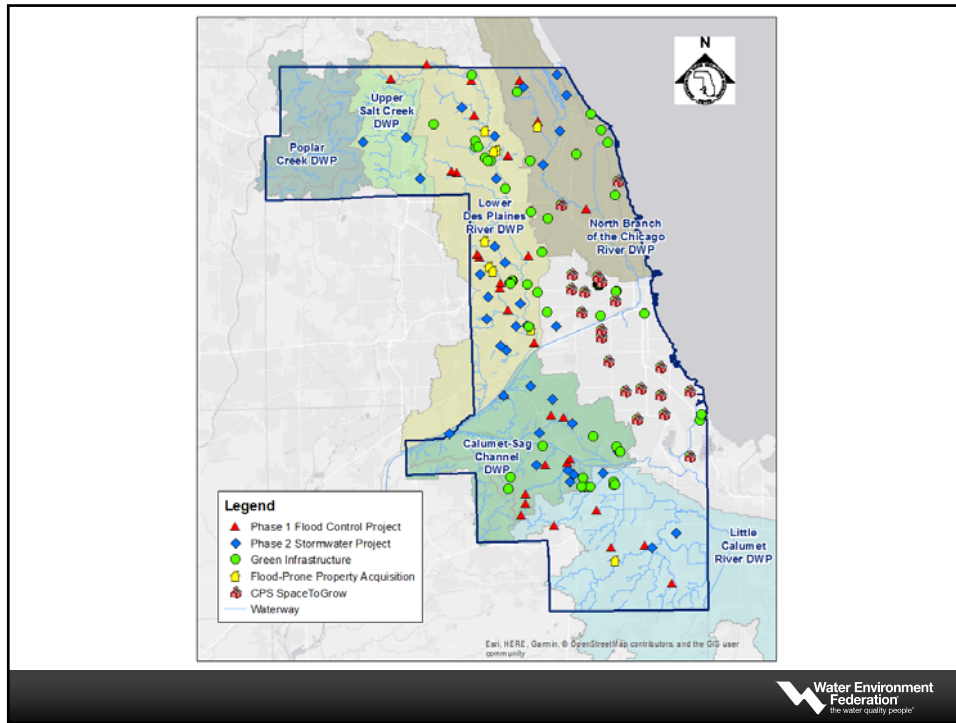 N
Upper
Salt Creek
DWP
Poplar
Creek DWP
Lower
Des Plaines
River DWP
North Branch
of the Chicago
River DWP
Calumet-Sag
Channel
DWP
Little
Calumet
River DWP
Legend
Phase 1 Flood Control Project
Phase 2 Stormwater Project
Green Infrastructure
Flood-Prone Property Acquisition
CPS SpaceToGrow
Waterway
Esri, HERE, Garmin, © OpenStreetMap contributors, and the GIS user
community
Water Environment
Federation®
the water quality people®